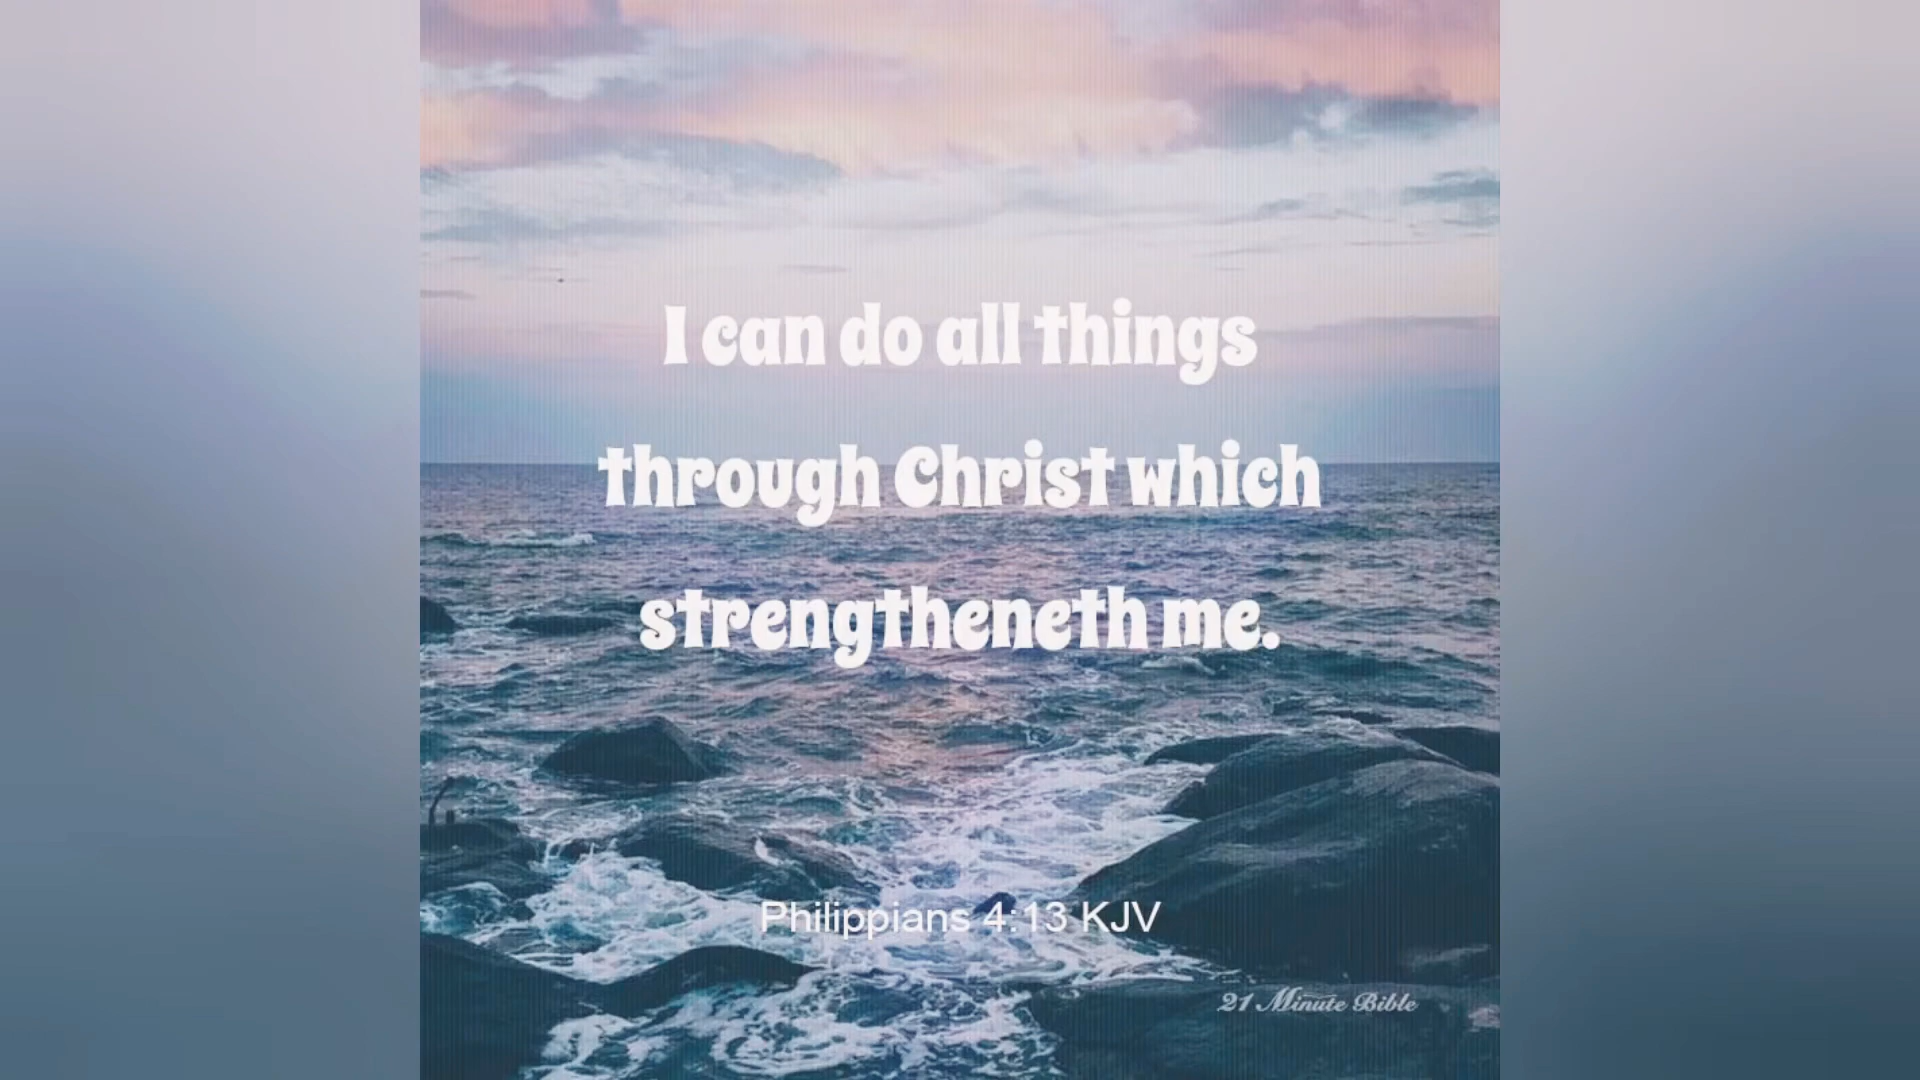 I can do all things
through Christ which
strengtheneth me.
Philippians 4:13 KJV
21 Minute Bible